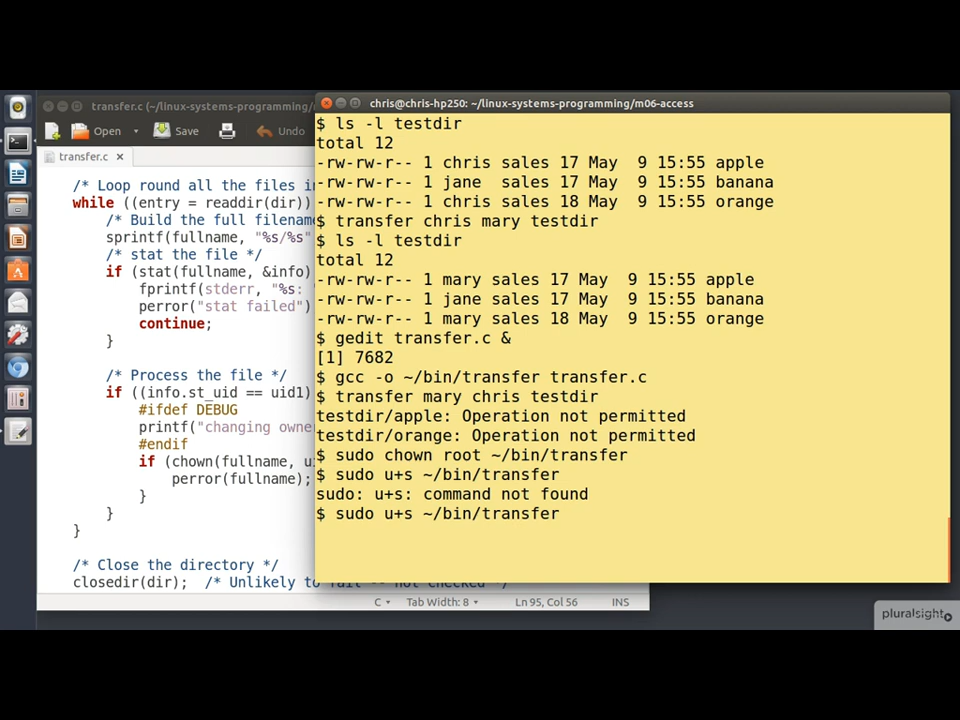 transfer.c (~/linux-systems-programming/
chris@chris-hp250: ~/linux-systems-programming/m06-access
Open Save Undo
transfer.c ×
/* Loop round all the files in
while ((entry = readdir(dir))
/* Build the full filename
sprintf(fullname, "%s/%s"
/* stat the file */
if (stat(fullname, &info)
fprintf(stderr, "%s:
perror("stat failed")
continue;
}
/* Process the file */
if ((info.st_uid == uid1)
#ifdef DEBUG
printf("changing owne
#endif
if (chown(fullname, ui
perror(fullname);
}
}
}
/* Close the directory */
closedir(dir); /* Unlikely to fail -- not checked */
C Tab Width: 8 Ln 95, Col 56 INS
$ ls -l testdir
total 12
-rw-rw-r-- 1 chris sales 17 May  9 15:55 apple
-rw-rw-r-- 1 jane  sales 17 May  9 15:55 banana
-rw-rw-r-- 1 chris sales 18 May  9 15:55 orange
$ transfer chris mary testdir
$ ls -l testdir
total 12
-rw-rw-r-- 1 mary sales 17 May  9 15:55 apple
-rw-rw-r-- 1 jane sales 17 May  9 15:55 banana
-rw-rw-r-- 1 mary sales 18 May  9 15:55 orange
$ gedit transfer.c &
[1] 7682
$ gcc -o ~/bin/transfer transfer.c
$ transfer mary chris testdir
testdir/apple: Operation not permitted
testdir/orange: Operation not permitted
$ sudo chown root ~/bin/transfer
$ sudo u+s ~/bin/transfer
sudo: u+s: command not found
$ sudo u+s ~/bin/transfer
pluralsight